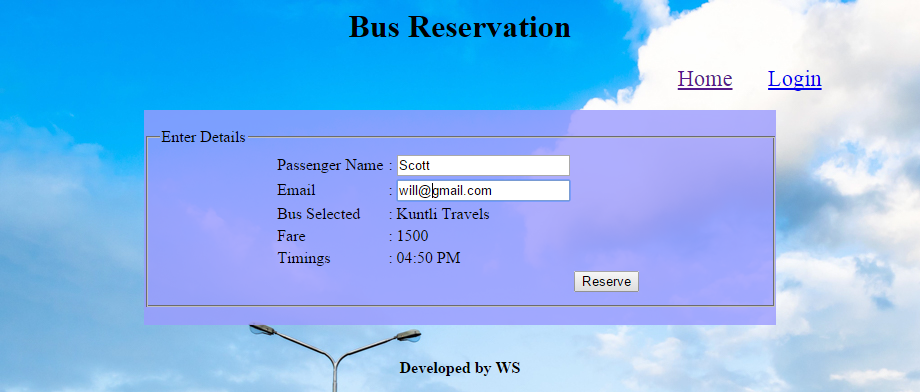 Bus Reservation
Home Login
Enter Details
Passenger Name : Scott
Email : will@gmail.com
Bus Selected : Kuntli Travels
Fare : 1500
Timings : 04:50 PM
Reserve
Developed by WS